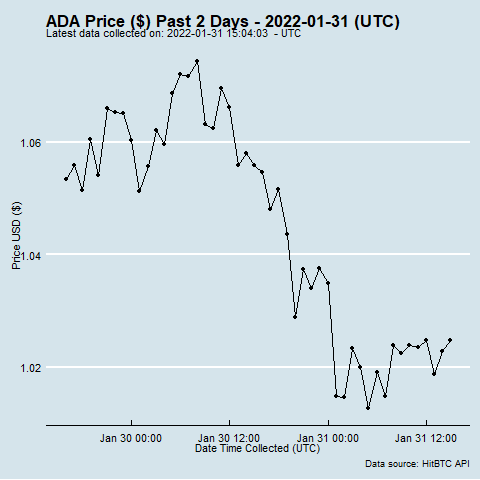 ADA Price ($) Past 2 Days - 2022-01-31 (UTC)
Latest data collected on: 2022-01-31 15:04:03  - UTC
1.06
1.04
1.02
Price USD ($)
Jan 30 00:00
Jan 30 12:00
Jan 31 00:00
Jan 31 12:00
Date Time Collected (UTC)
Data source: HitBTC API